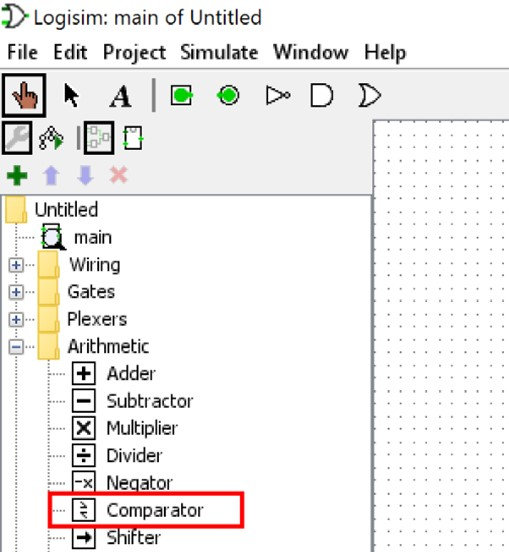 Logisim: main of Untitled
File Edit Project Simulate Window Help
A
Untitled
main
Wiring
Gates
Plexers
Arithmetic
Adder
Subtractor
Multiplier
Divider
-x Negator
Comparator
Shifter